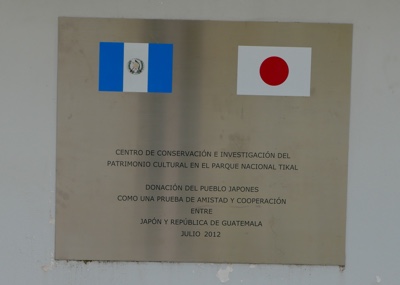 CENTRO DE CONSERVACIÓN E INVESTIGACIÓN DEL
PATRIMONIO CULTURAL EN EL PARQUE NACIONAL TIKAL
DONACIÓN DEL PUEBLO JAPONES
COMO UNA PRUEBA DE AMISTAD Y COOPERACIÓN
ENTRE
JAPÓN Y REPÚBLICA DE GUATEMALA
JULIO 2012